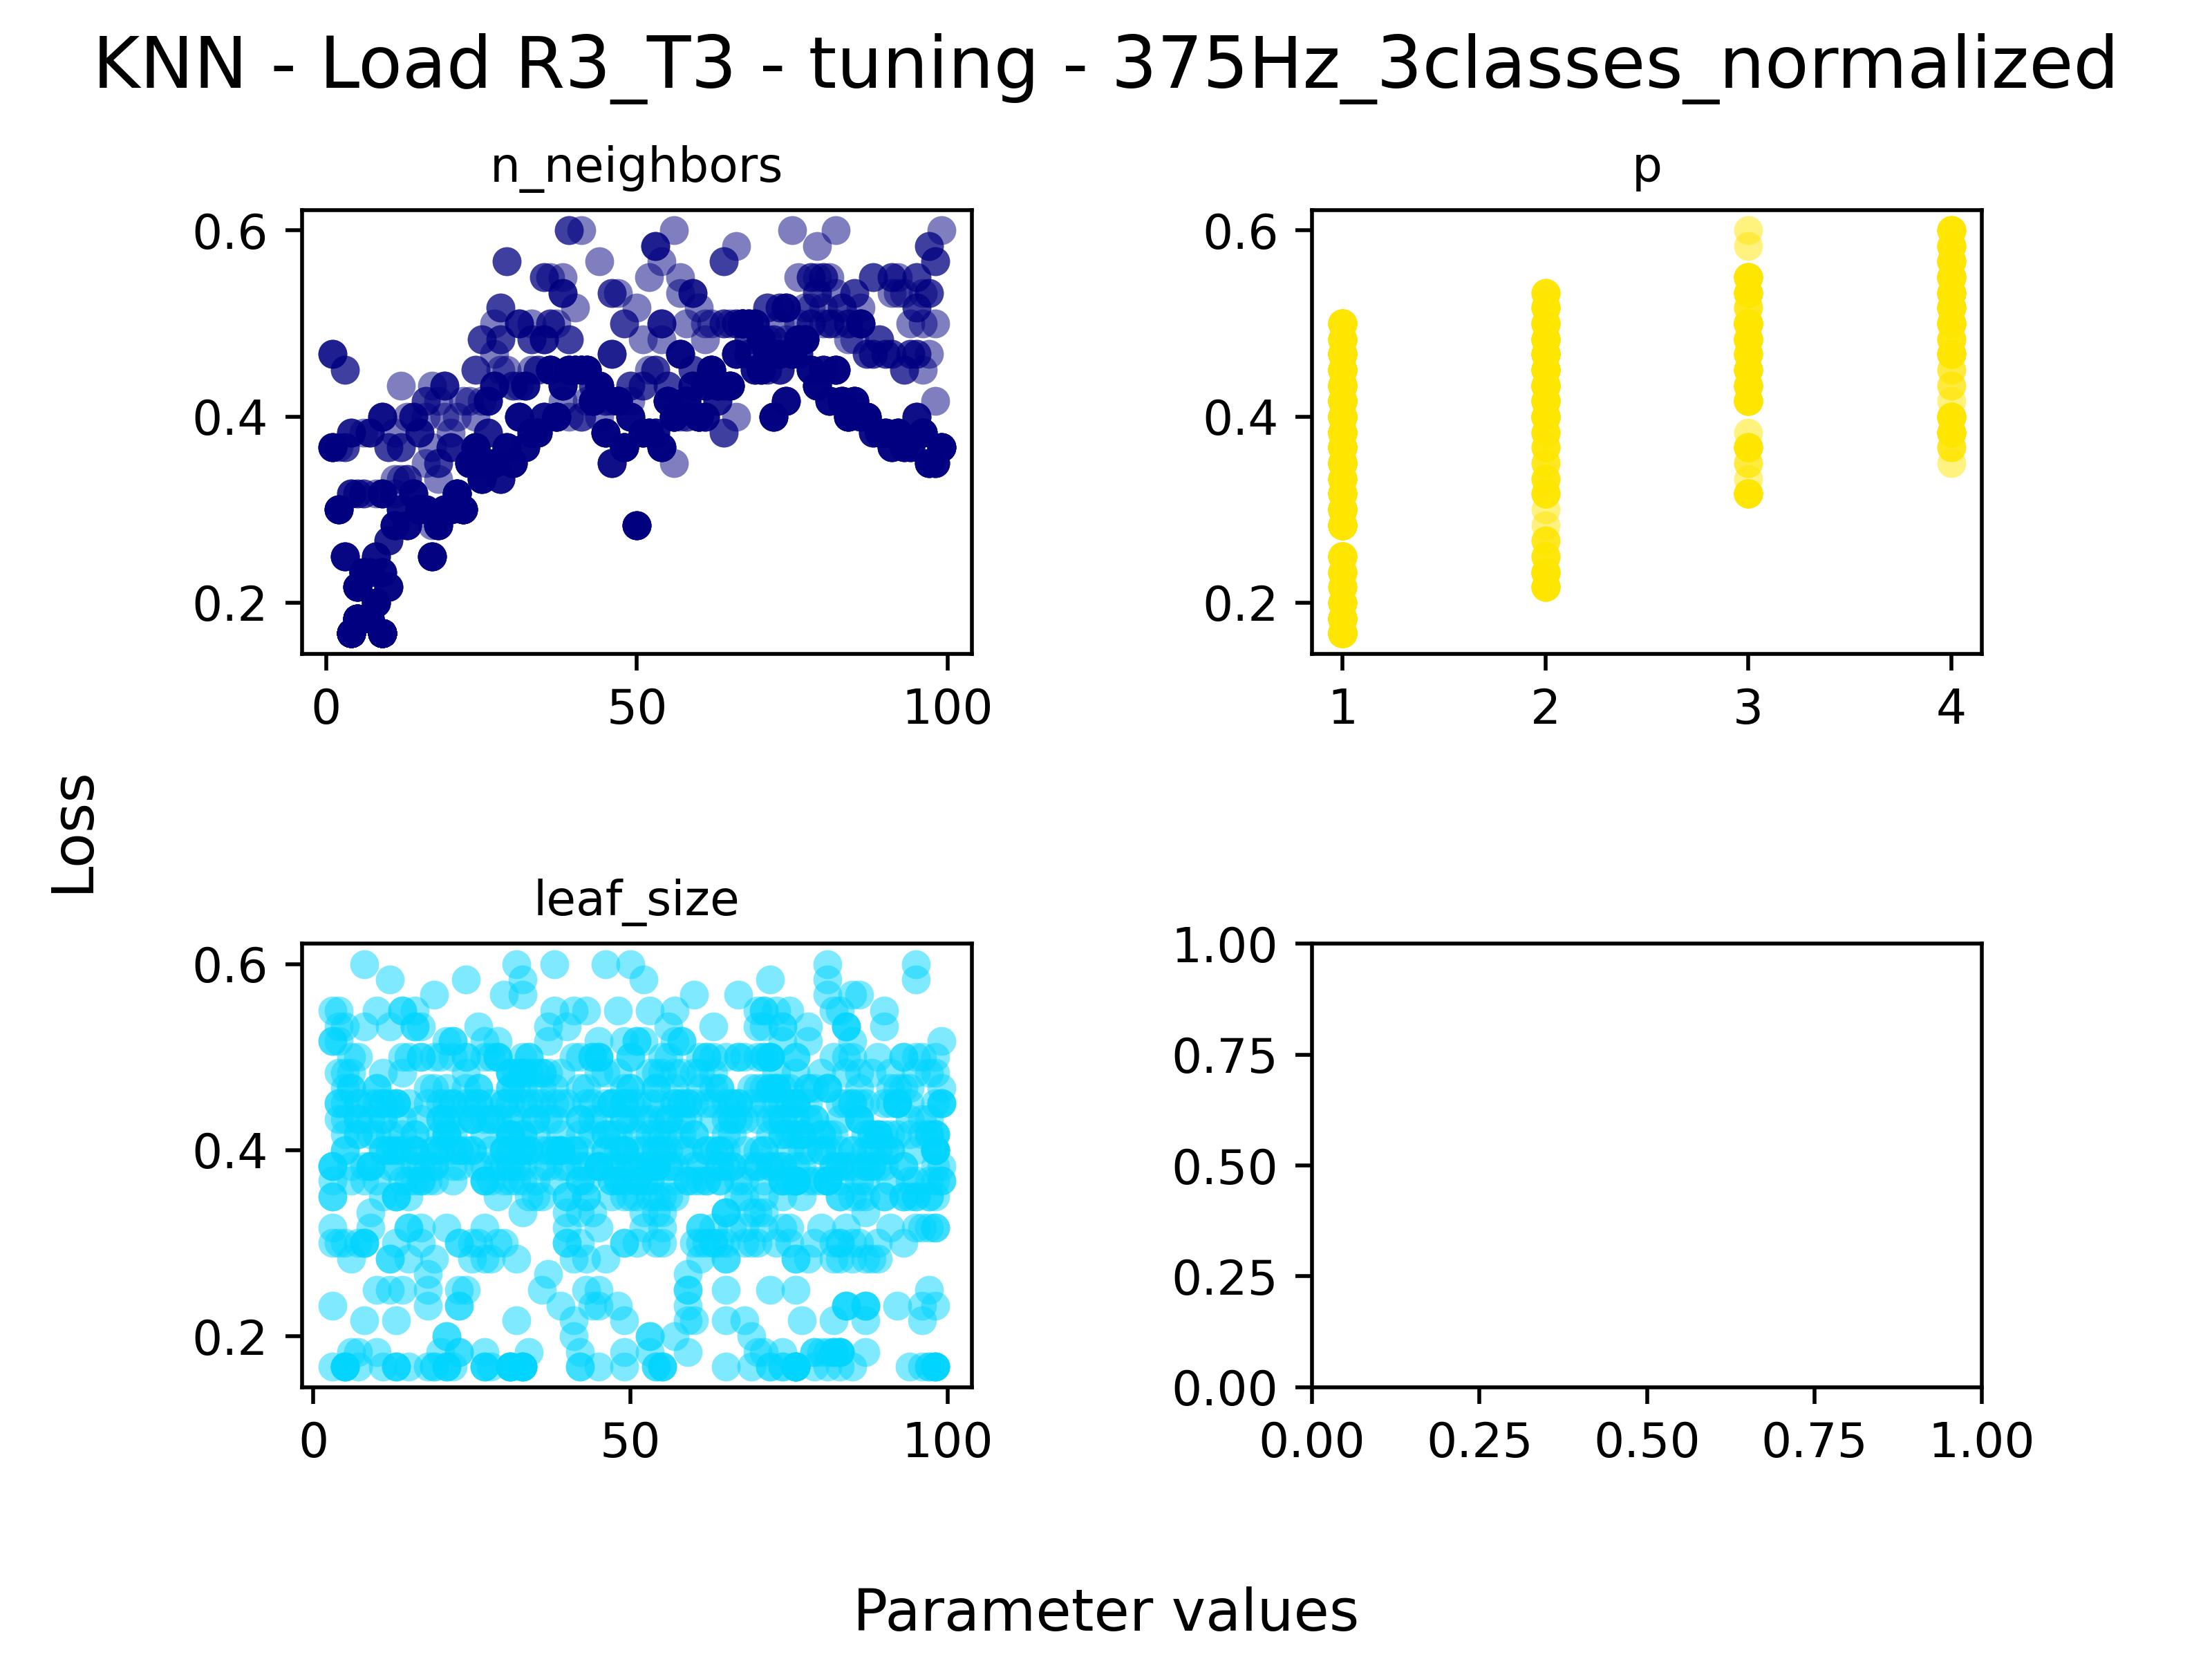 KNN - Load R3_T3 - tuning - 375Hz_3classes_normalized
n_neighbors
0.6
0.4
0.2
0 50 100
p
0.6
0.4
0.2
1 2 3 4
Loss
leaf_size
0.6
0.4
0.2
0 50 100
1.00
0.75
0.50
0.25
0.00
0.00 0.25 0.50 0.75 1.00
Parameter values